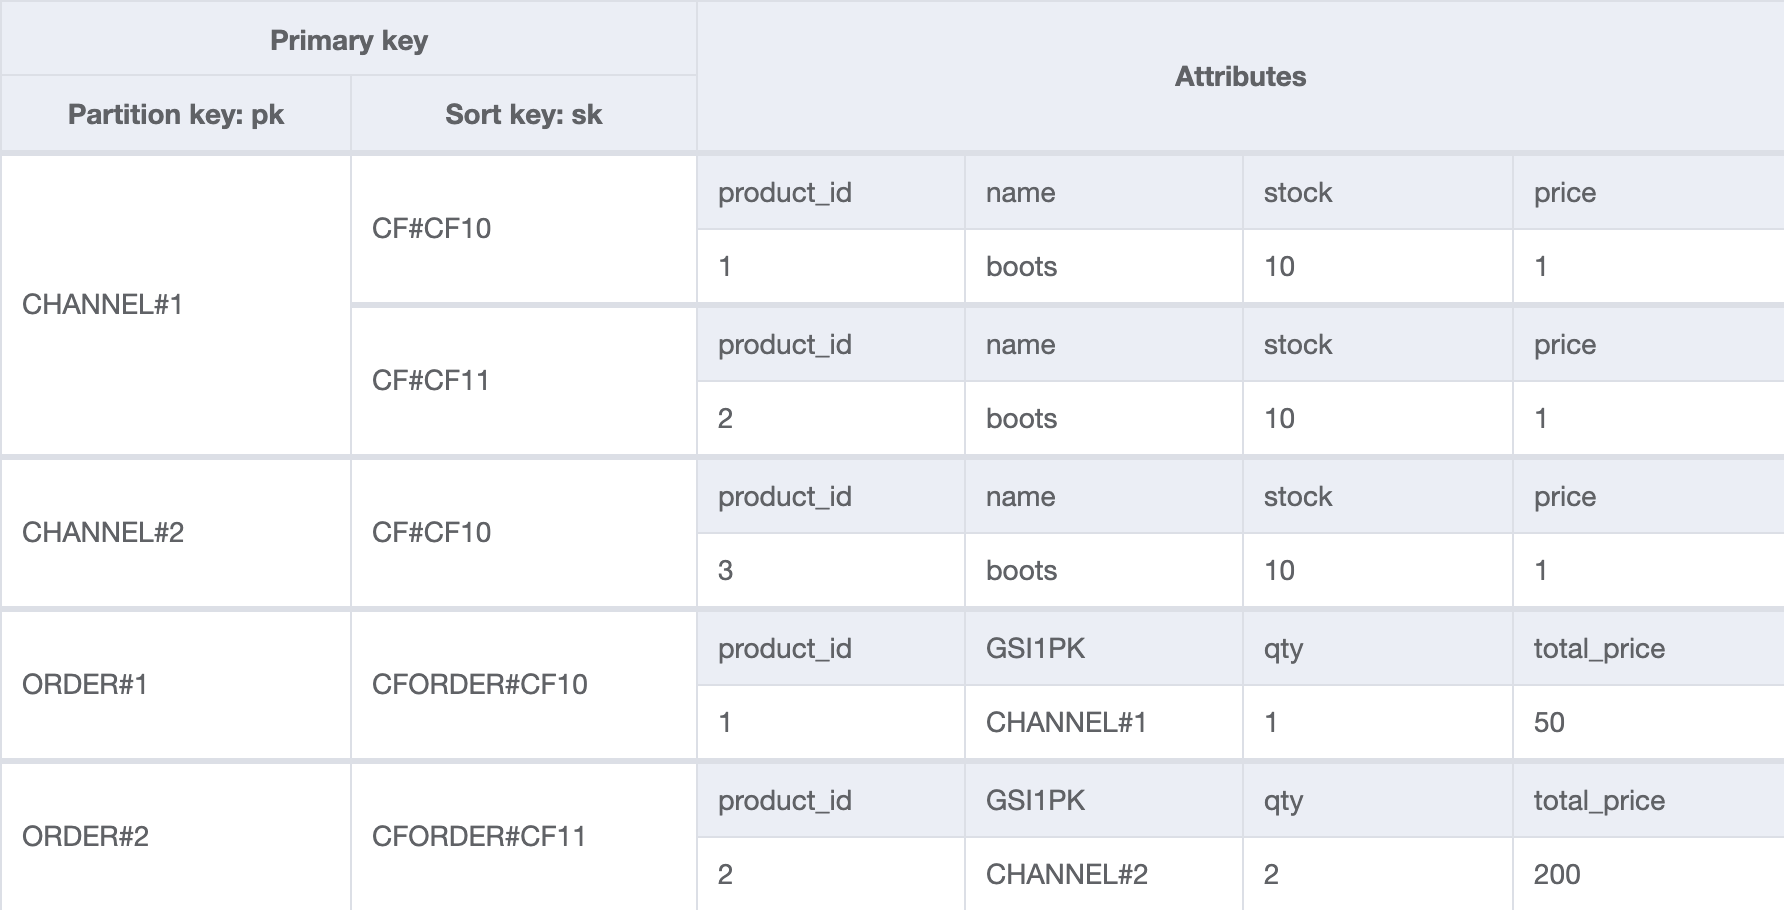 Primary key
Attributes
Partition key: pk Sort key: sk
product_id name stock price
CF#CF10
1 boots 10 1
CHANNEL#1
product_id name stock price
CF#CF11
2 boots 10 1
product_id name stock price
CHANNEL#2 CF#CF10
3 boots 10 1
product_id GSI1PK qty total_price
ORDER#1 CFORDER#CF10
1 CHANNEL#1 1 50
product_id GSI1PK qty total_price
ORDER#2 CFORDER#CF11
2 CHANNEL#2 2 200